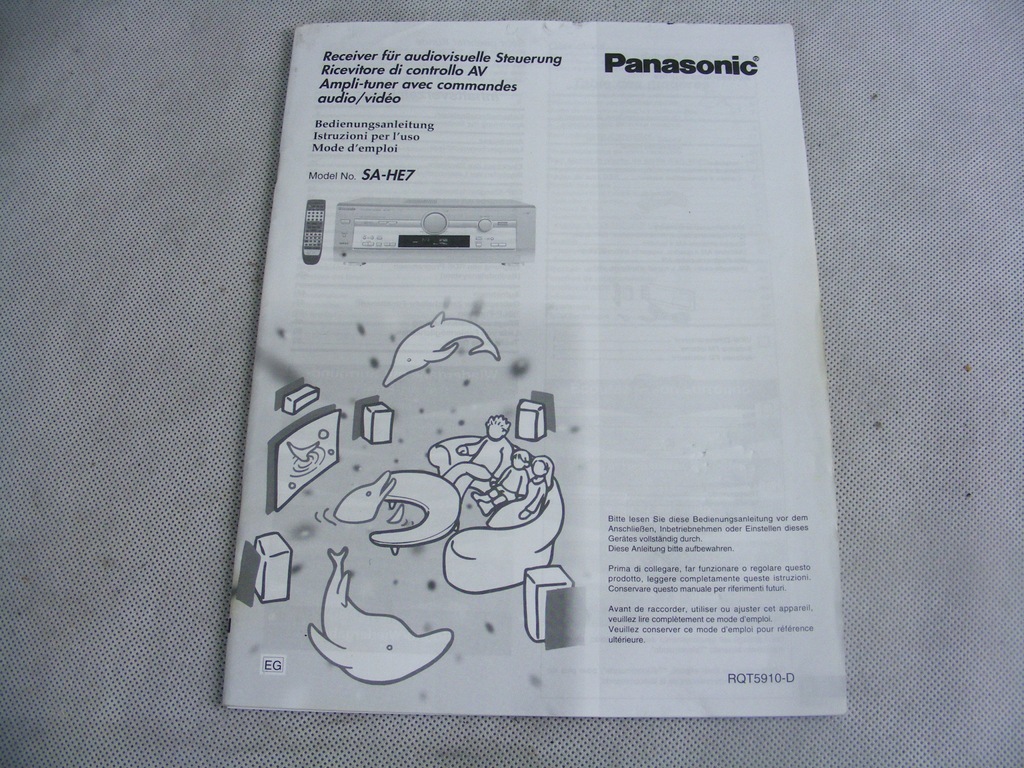 Receiver für audiovisuelle Steuerung
Ricevitore di controllo AV
Ampli-tuner avec commandes
audio/vidéo
Panasonic®
Bedienungsanleitung
Istruzioni per l'uso
Mode d'emploi
Model No. SA-HE7
Bitte lesen Sie diese Bedienungsanleitung vor dem
Anschließen, Inbetriebnehmen oder Einstellen dieses
Gerätes vollständig durch.
Diese Anleitung bitte aufbewahren.
Prima di collegare, far funzionare o regolare questo
prodotto, leggere completamente queste istruzioni.
Conservare questo manuale per riferimenti futuri.
Avant de raccorder, utiliser ou ajuster cet appareil,
veuillez lire complètement ce mode d'emploi.
Veuillez conserver ce mode d'emploi pour référence
ultérieure.
EG
RQT5910-D